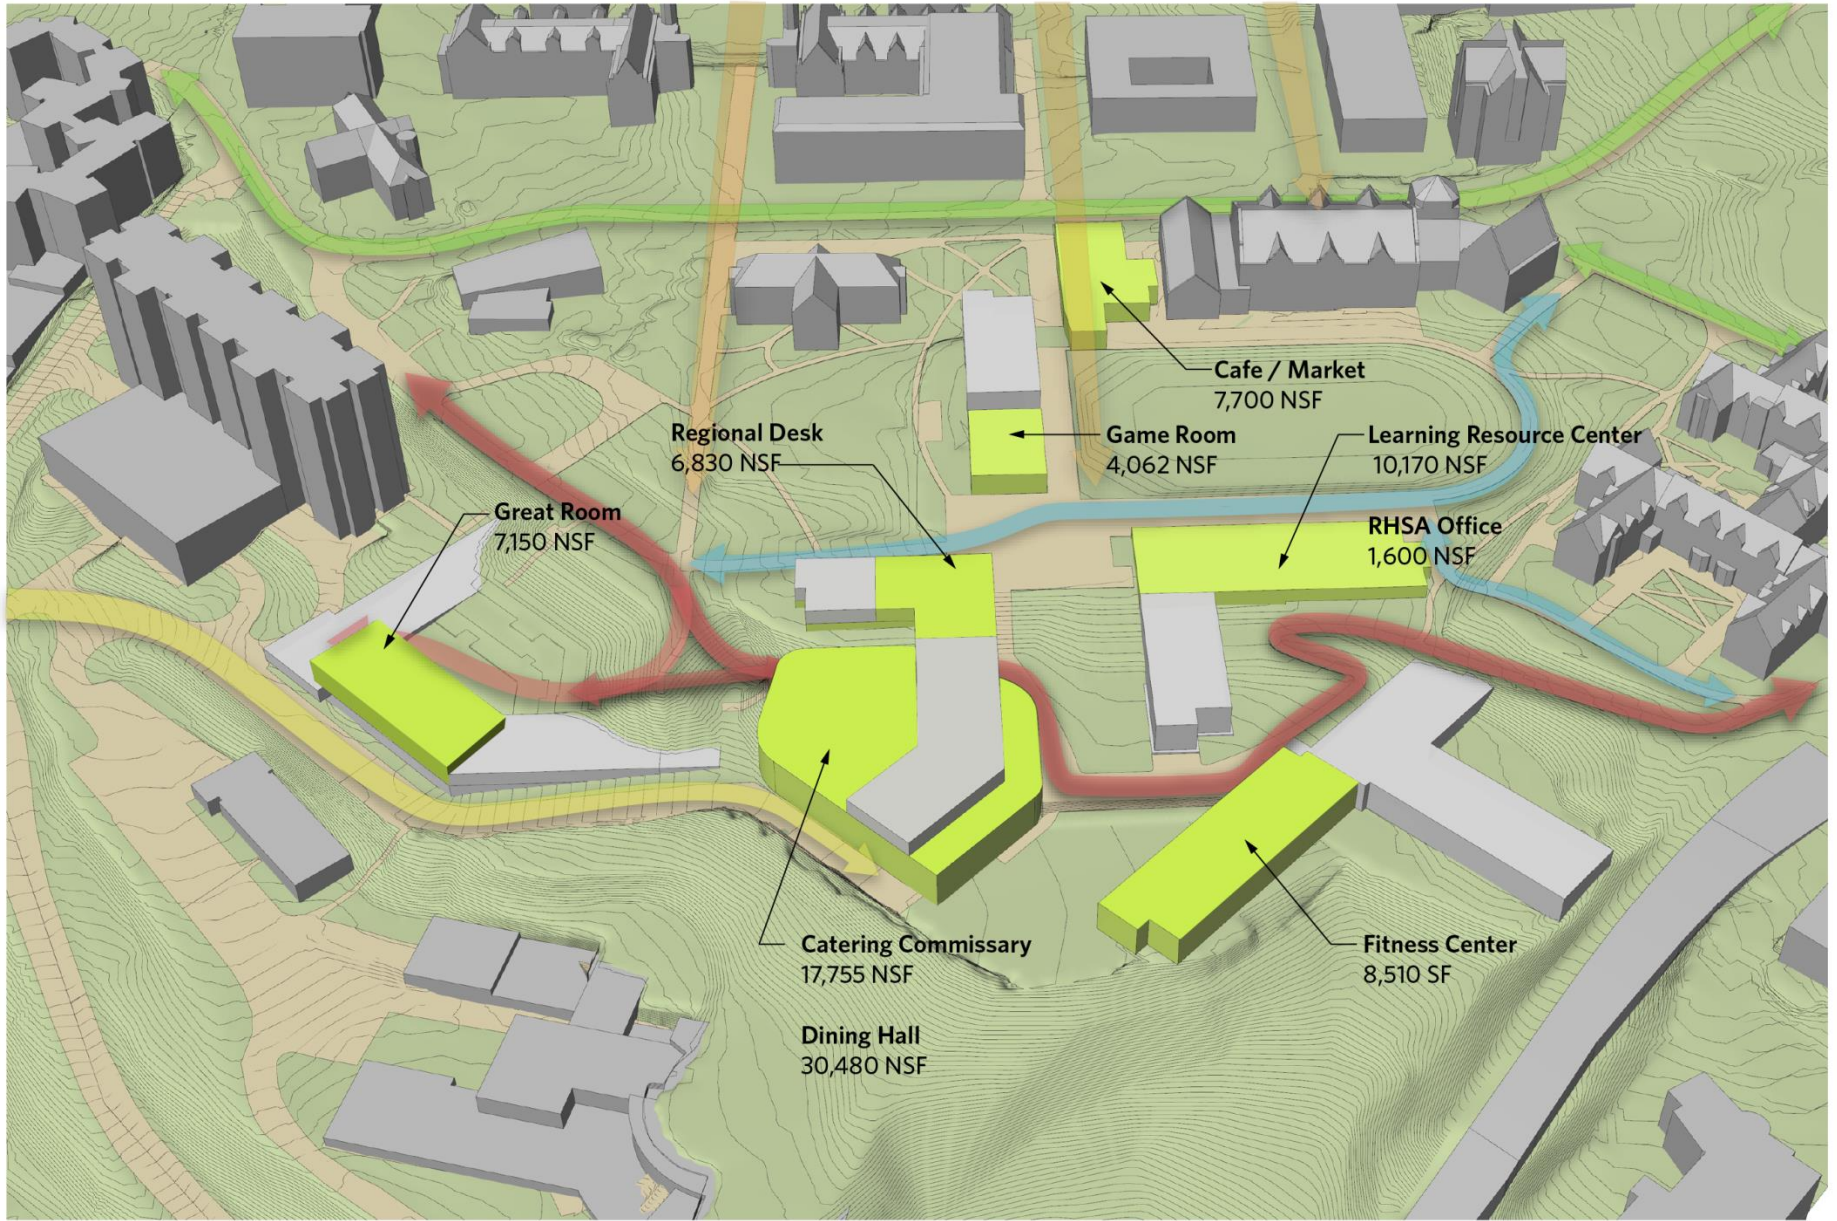 Cafe / Market
7,700 NSF
Regional Desk
6,830 NSF
Game Room
4,062 NSF
Learning Resource Center
10,170 NSF
Great Room
7,150 NSF
RHSA Office
1,600 NSF
Catering Commissary
17,755 NSF
Dining Hall
30,480 NSF
Fitness Center
8,510 SF